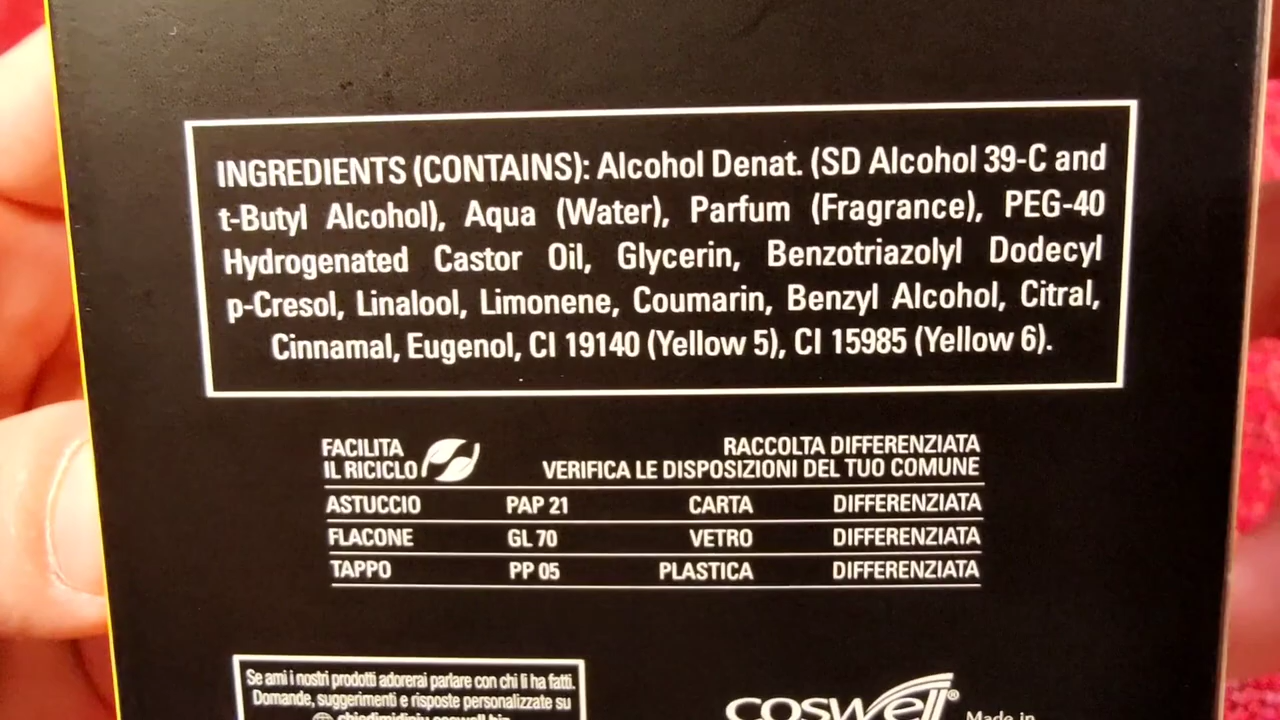 INGREDIENTS (CONTAINS): Alcohol Denat. (SD Alcohol 39-C and
t-Butyl Alcohol), Aqua (Water), Parfum (Fragrance), PEG-40
Hydrogenated Castor Oil, Glycerin, Benzotriazolyl Dodecyl
p-Cresol, Linalool, Limonene, Coumarin, Benzyl Alcohol, Citral,
Cinnamal, Eugenol, CI 19140 (Yellow 5), CI 15985 (Yellow 6).
FACILITA RACCOLTA DIFFERENZIATA
IL RICICLO VERIFICA LE DISPOSIZIONI DEL TUO COMUNE
ASTUCCIO PAP 21 CARTA DIFFERENZIATA
FLACONE GL 70 VETRO DIFFERENZIATA
TAPPO PP 05 PLASTICA DIFFERENZIATA
Se ami i nostri prodotti adorerai parlare con chi li ha fatti.
Domande, suggerimenti e risposte personalizzate su
coswell® Made in